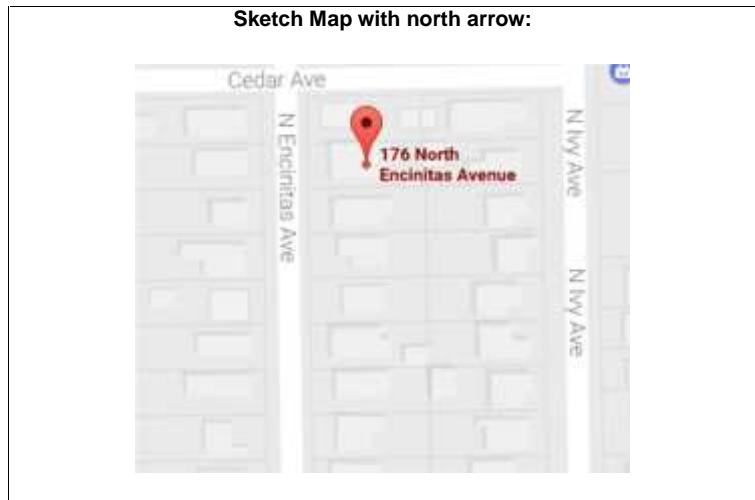 Sketch Map with north arrow:
Cedar Ave
N Encinitas Ave
176 North
Encinitas Avenue
N Ivy Ave
N Ivy Ave